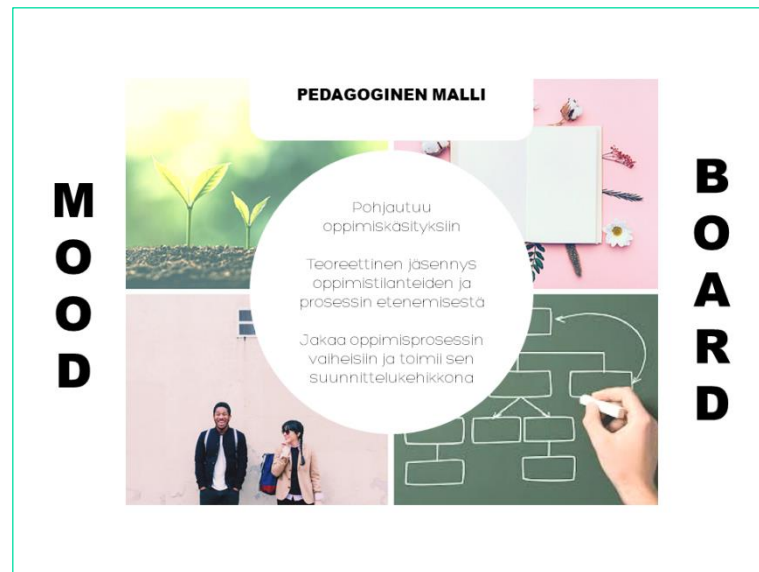 PEDAGOGINEN MALLI
MOOD
BOARD
Pohjautuu
oppimiskäsityksiin
Teoreettinen jäsennys
oppimistilanteiden ja
prosessin etenemisestä
Jakaa oppimisprosessin
vaiheisiin ja toimii sen
suunnittelukehikkona